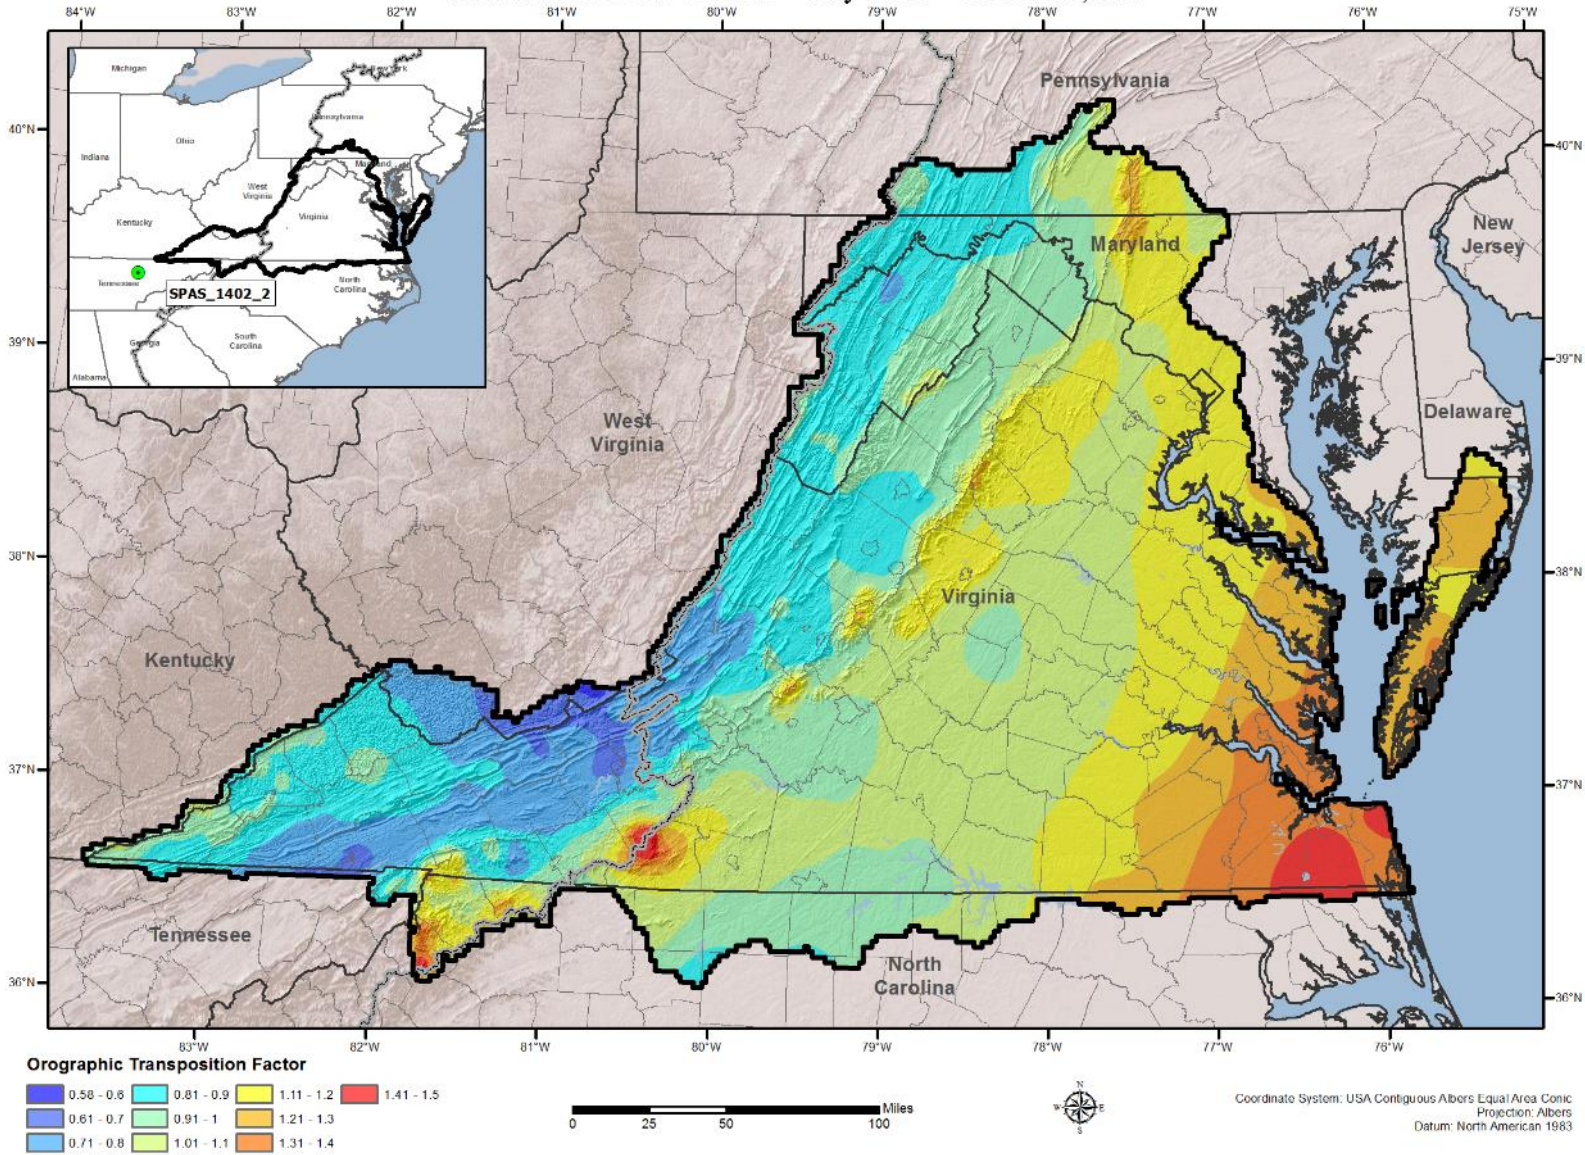 84°W 83°W 82°W 81°W 80°W 79°W 78°W 77°W 76°W 75°W
Michigan
New York
Pennsylvania
Ohio
Indiana
Maryland
West
Virginia
Virginia
Kentucky
Tennessee
SPAS_1402_2
North
Carolina
South
Carolina
Georgia
Alabama
Pennsylvania
40°N
40°N
New
Jersey
Maryland
39°N
39°N
Delaware
West
Virginia
38°N
38°N
Virginia
Kentucky
37°N
37°N
Tennessee
North
Carolina
36°N
36°N
83°W 82°W 81°W 80°W 79°W 78°W 77°W 76°W
Orographic Transposition Factor
0.58 - 0.6
0.61 - 0.7
0.71 - 0.8
0.81 - 0.9
0.91 - 1
1.01 - 1.1
1.11 - 1.2
1.21 - 1.3
1.31 - 1.4
1.41 - 1.5
Miles
0 25 50 100
N
W E
S
Coordinate System: USA Contiguous Albers Equal Area Conic
Projection: Albers
Datum: North American 1983